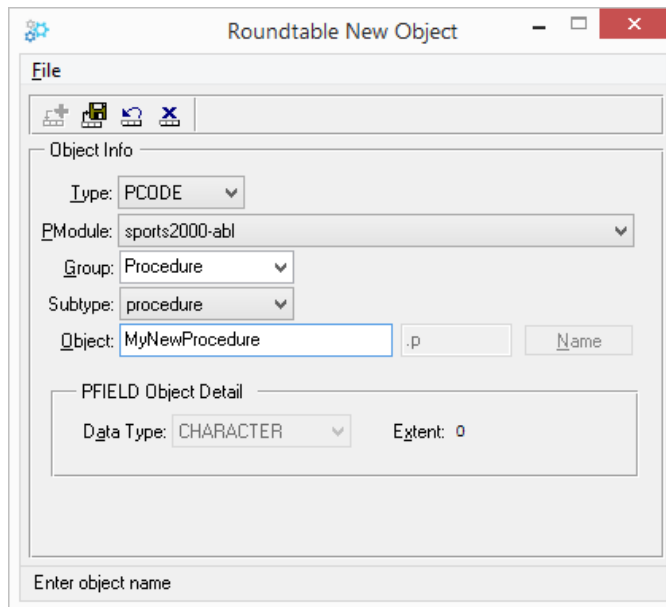 Roundtable New Object
File
Object Info
Type: PCODE
PModule: sports2000-abl
Group: Procedure
Subtype: procedure
Object: MyNewProcedure .p Name
PFIELD Object Detail
Data Type: CHARACTER Extent: 0
Enter object name